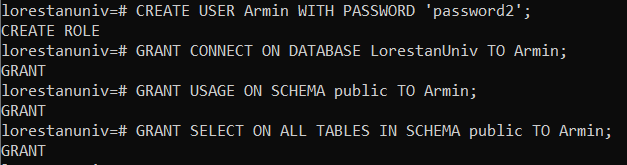 lorestanuniv=# CREATE USER Armin WITH PASSWORD 'password2';
CREATE ROLE
lorestanuniv=# GRANT CONNECT ON DATABASE LorestanUniv TO Armin;
GRANT
lorestanuniv=# GRANT USAGE ON SCHEMA public TO Armin;
GRANT
lorestanuniv=# GRANT SELECT ON ALL TABLES IN SCHEMA public TO Armin;
GRANT